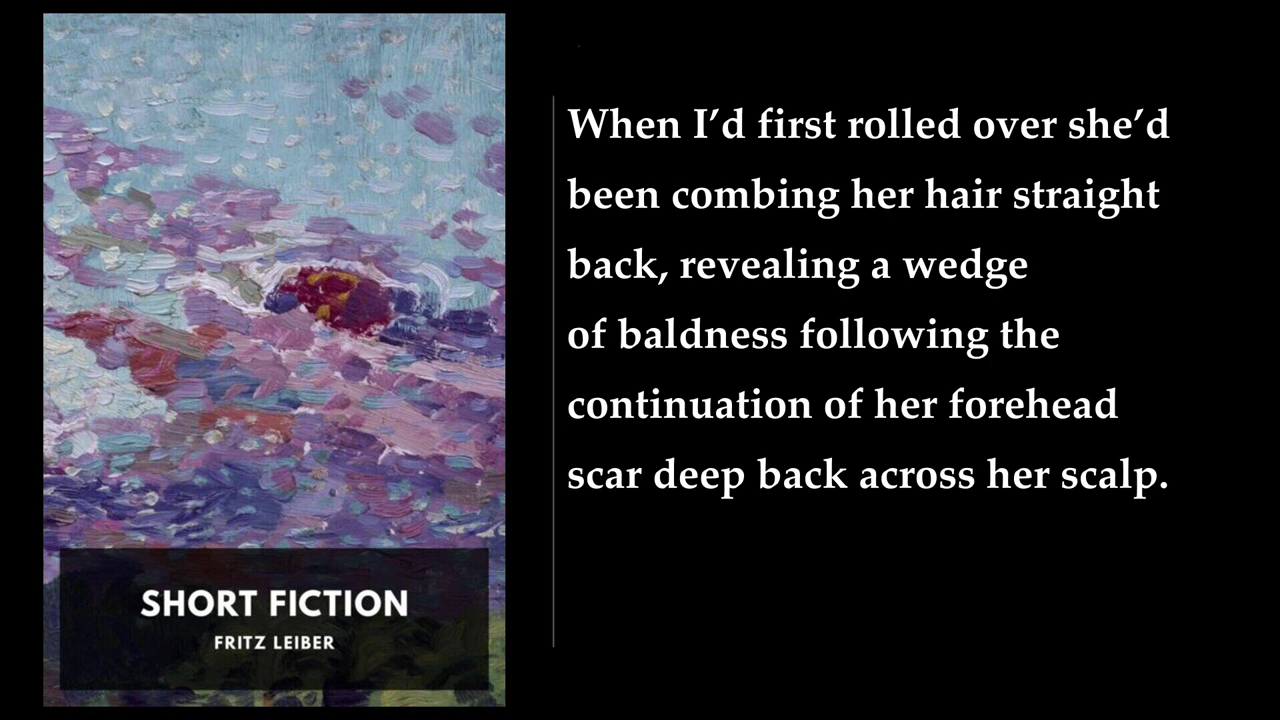 When I’d first rolled over she’d
been combing her hair straight
back, revealing a wedge
of baldness following the
continuation of her forehead
scar deep back across her scalp.
SHORT FICTION
FRITZ LEIBER